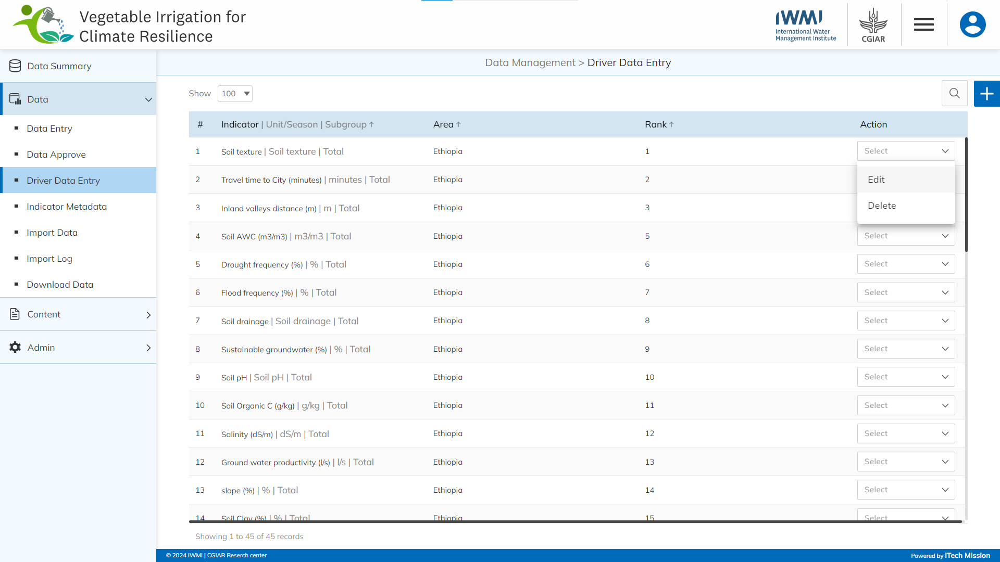 Vegetable Irrigation for
Climate Resilience
IWMI
International Water
Management Institute
CGIAR
Data Summary
Data
Data Entry
Data Approve
Driver Data Entry
Indicator Metadata
Import Data
Import Log
Download Data
Content
Admin
Data Management > Driver Data Entry
Show 100
# Indicator | Unit/Season | Subgroup ↑ Area ↑ Rank ↑ Action
1 Soil texture | Soil texture | Total Ethiopia 1 Select
Edit
Delete
2 Travel time to City (minutes) | minutes | Total Ethiopia 2
3 Inland valleys distance (m) | m | Total Ethiopia 3
4 Soil AWC (m3/m3) | m3/m3 | Total Ethiopia 5 Select
5 Drought frequency (%) | % | Total Ethiopia 6 Select
6 Flood frequency (%) | % | Total Ethiopia 7 Select
7 Soil drainage | Soil drainage | Total Ethiopia 8 Select
8 Sustainable groundwater (%) | % | Total Ethiopia 9 Select
9 Soil pH | Soil pH | Total Ethiopia 10 Select
10 Soil Organic C (g/kg) | g/kg | Total Ethiopia 11 Select
11 Salinity (dS/m) | dS/m | Total Ethiopia 12 Select
12 Ground water productivity (l/s) | l/s | Total Ethiopia 13 Select
13 slope (%) | % | Total Ethiopia 14 Select
14 Soil Clay (%) | % | Total Ethiopia 15 Select
Showing 1 to 45 of 45 records
© 2024 IWMI | CGIAR Reserch center
Powered by iTech Mission